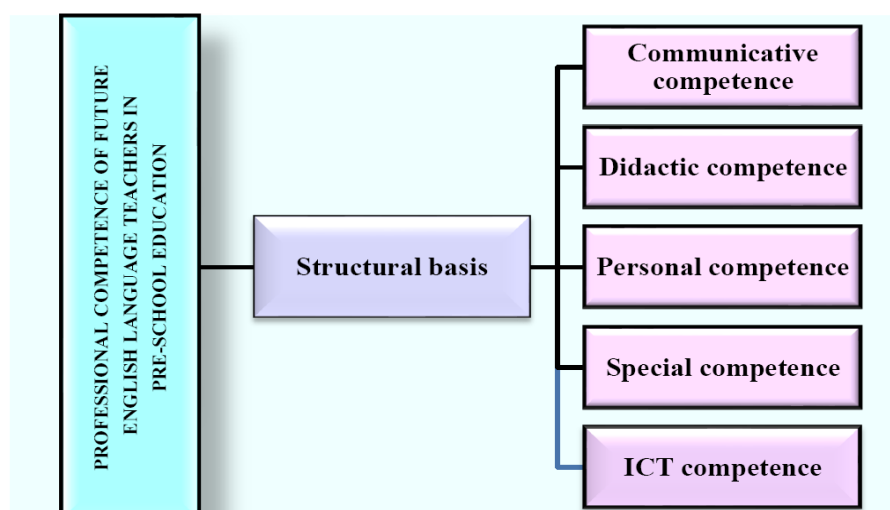 PROFESSIONAL COMPETENCE OF FUTURE
ENGLISH LANGUAGE TEACHERS IN
PRE-SCHOOL EDUCATION
Structural basis
Communicative
competence
Didactic competence
Personal competence
Special competence
ICT competence